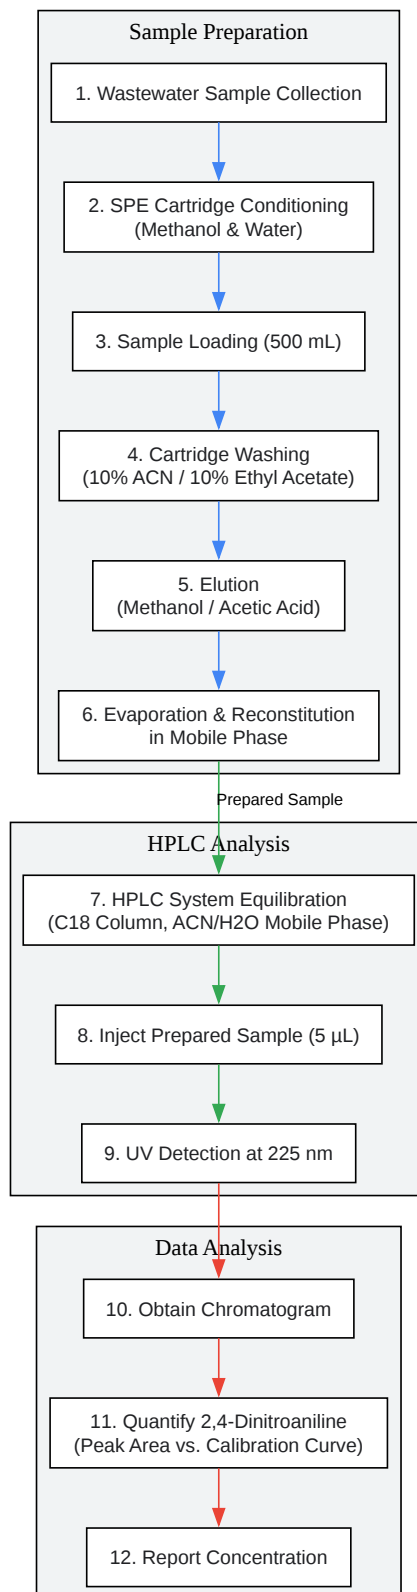 Sample Preparation
1. Wastewater Sample Collection
2. SPE Cartridge Conditioning
(Methanol & Water)
3. Sample Loading (500 mL)
4. Cartridge Washing
(10% ACN / 10% Ethyl Acetate)
5. Elution
(Methanol / Acetic Acid)
6. Evaporation & Reconstitution
in Mobile Phase
Prepared Sample
HPLC Analysis
7. HPLC System Equilibration
(C18 Column, ACN/H2O Mobile Phase)
8. Inject Prepared Sample (5 µL)
9. UV Detection at 225 nm
Data Analysis
10. Obtain Chromatogram
11. Quantify 2,4-Dinitroaniline
(Peak Area vs. Calibration Curve)
12. Report Concentration